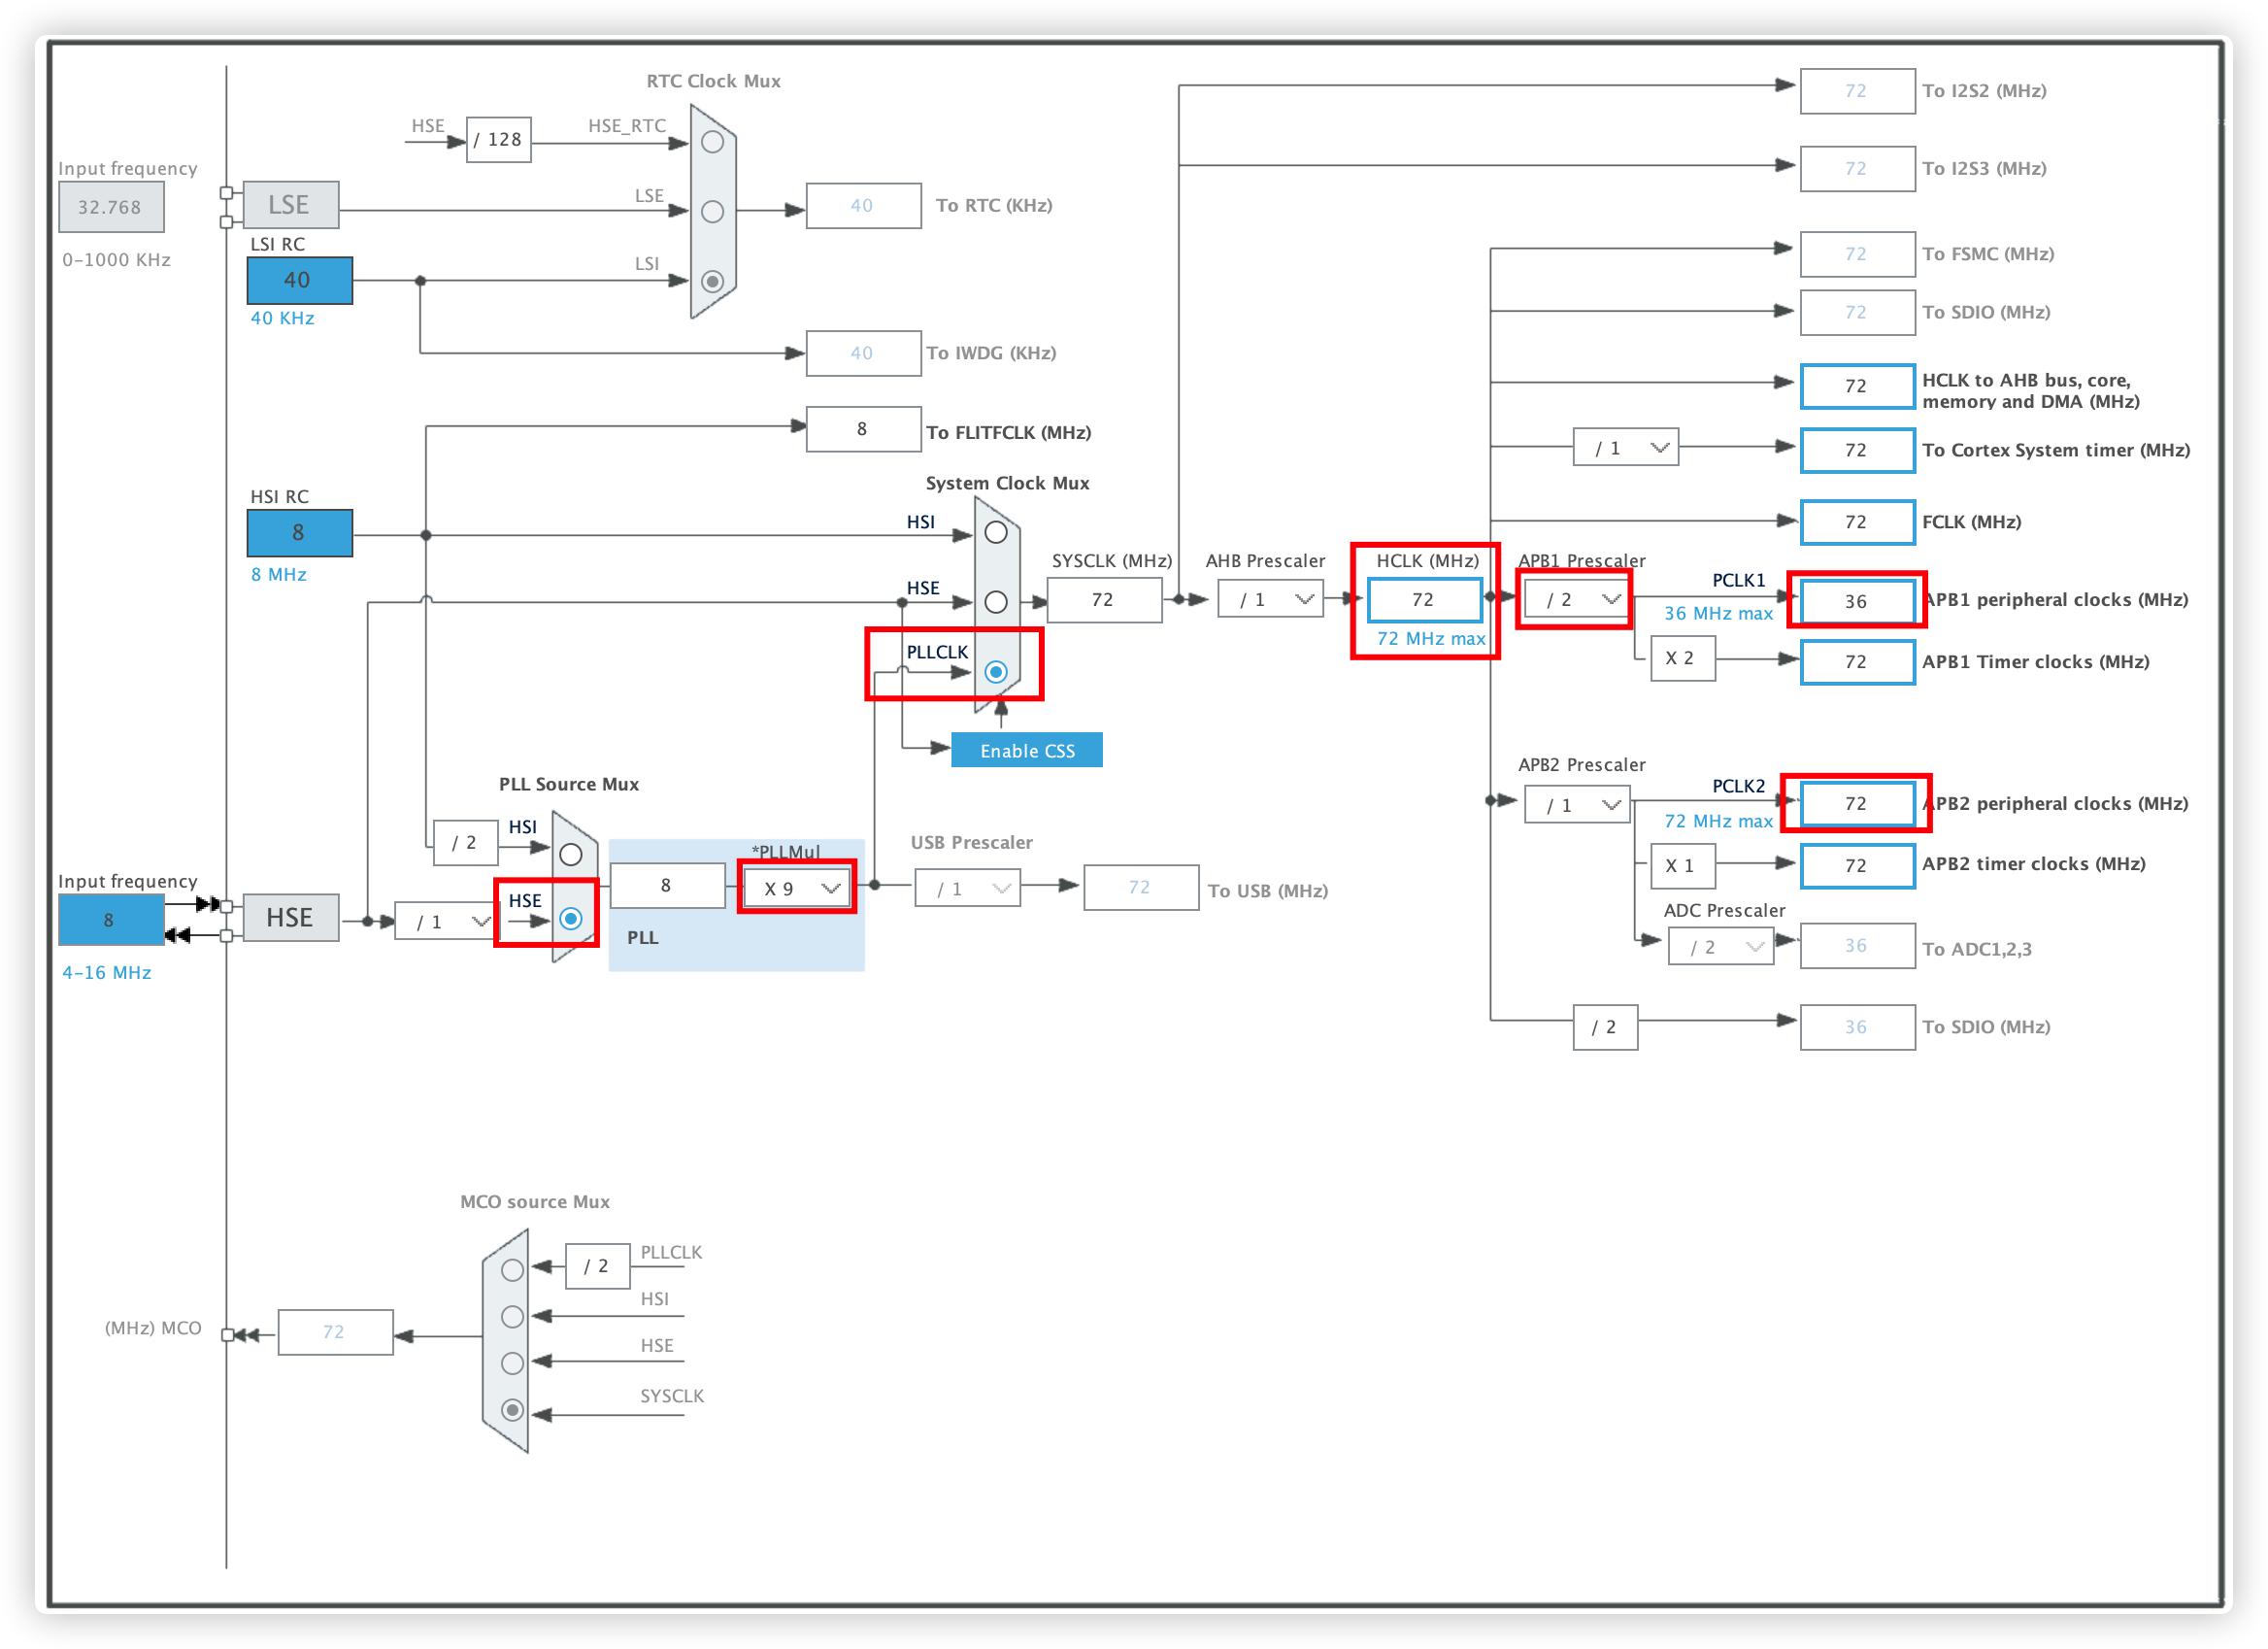 RTC Clock Mux
HSE
/ 128
HSE_RTC
Input frequency
32.768
0-1000 KHz
LSE
LSE
LSI RC
40
40 KHz
LSI
40
To RTC (KHz)
40
To IWDG (KHz)
8
To FLITFCLK (MHz)
HSI RC
8
8 MHz
System Clock Mux
HSI
HSE
PLLCLK
Enable CSS
SYSCLK (MHz)
72
AHB Prescaler
/ 1
HCLK (MHz)
72
72 MHz max
72
To I2S2 (MHz)
72
To I2S3 (MHz)
72
To FSMC (MHz)
72
To SDIO (MHz)
72
HCLK to AHB bus, core,
memory and DMA (MHz)
/ 1
72
To Cortex System timer (MHz)
72
FCLK (MHz)
APB1 Prescaler
/ 2
PCLK1
36 MHz max
36
APB1 peripheral clocks (MHz)
X 2
72
APB1 Timer clocks (MHz)
APB2 Prescaler
/ 1
PCLK2
72 MHz max
72
APB2 peripheral clocks (MHz)
X 1
72
APB2 timer clocks (MHz)
ADC Prescaler
/ 2
36
To ADC1,2,3
/ 2
36
To SDIO (MHz)
PLL Source Mux
/ 2
HSI
Input frequency
8
4-16 MHz
HSE
/ 1
HSE
8
*PLLMul
X 9
PLL
USB Prescaler
/ 1
72
To USB (MHz)
MCO source Mux
/ 2
PLLCLK
HSI
HSE
SYSCLK
(MHz) MCO
72